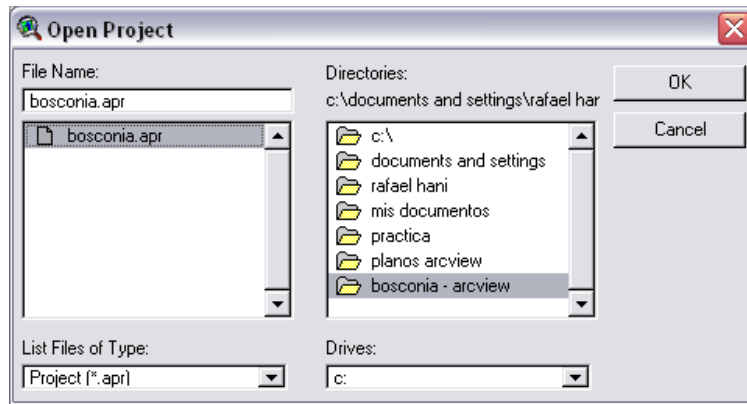 Open Project
File Name:
bosconia.apr
bosconia.apr
List Files of Type:
Project (*.apr)
Directories:
c:\documents and settings\rafael har
c:\
documents and settings
rafael hani
mis documentos
practica
planos arcview
bosconia - arcview
Drives:
c:
OK
Cancel